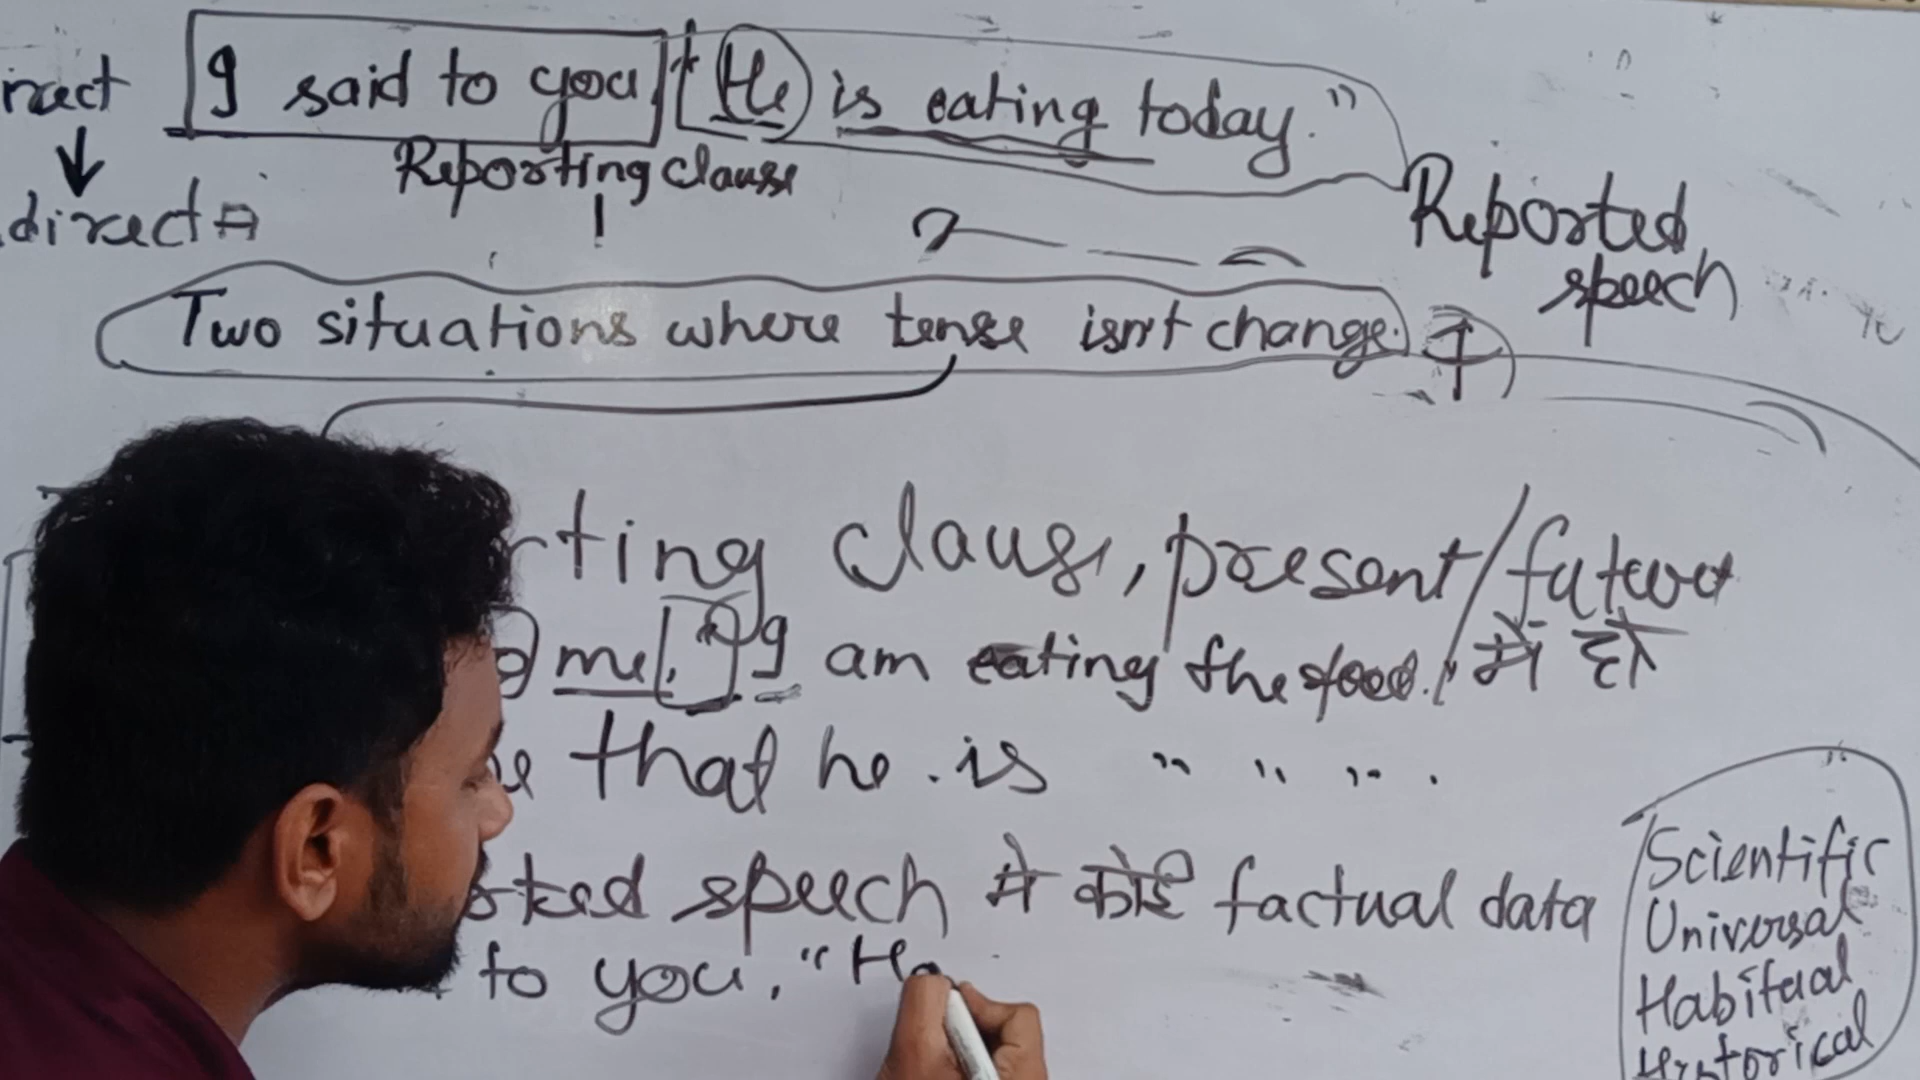 I said to you, "He is eating today."
rect
Reporting clause
direct
Reported speech
Two situations where tense isn't change.
rting clause, present/future
me, "I am eating the food." में हो
that he is " " " .
rted speech में कोई factual data
to you, "He
Scientific
Universal
Habitual
Historical